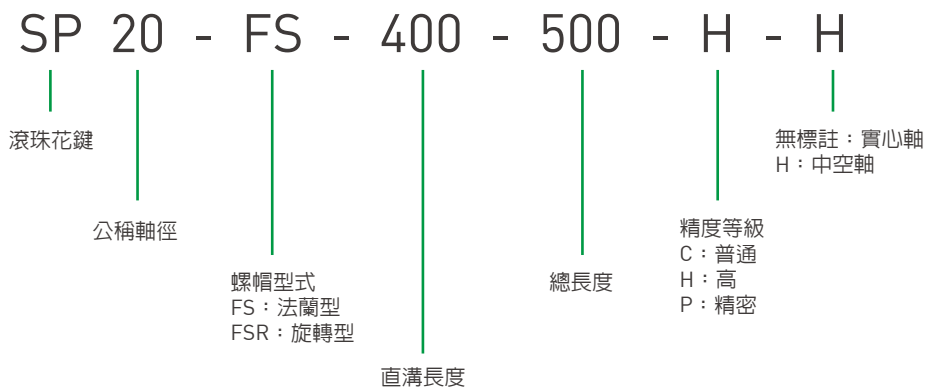 SP 20 - FS - 400 - 500 - H - H
滾珠花鍵
公稱軸徑
螺帽型式
FS：法蘭型
FSR：旋轉型
直溝長度
總長度
精度等級
C：普通
H：高
P：精密
無標註：實心軸
H：中空軸